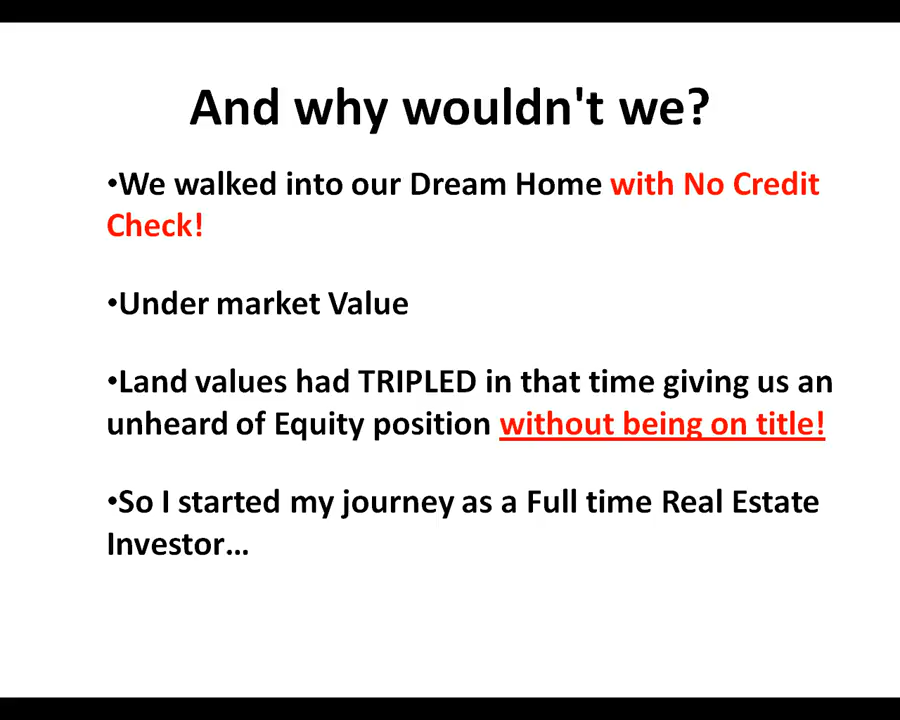 And why wouldn't we?
•We walked into our Dream Home with No Credit
Check!
•Under market Value
•Land values had TRIPLED in that time giving us an
unheard of Equity position without being on title!
•So I started my journey as a Full time Real Estate
Investor…